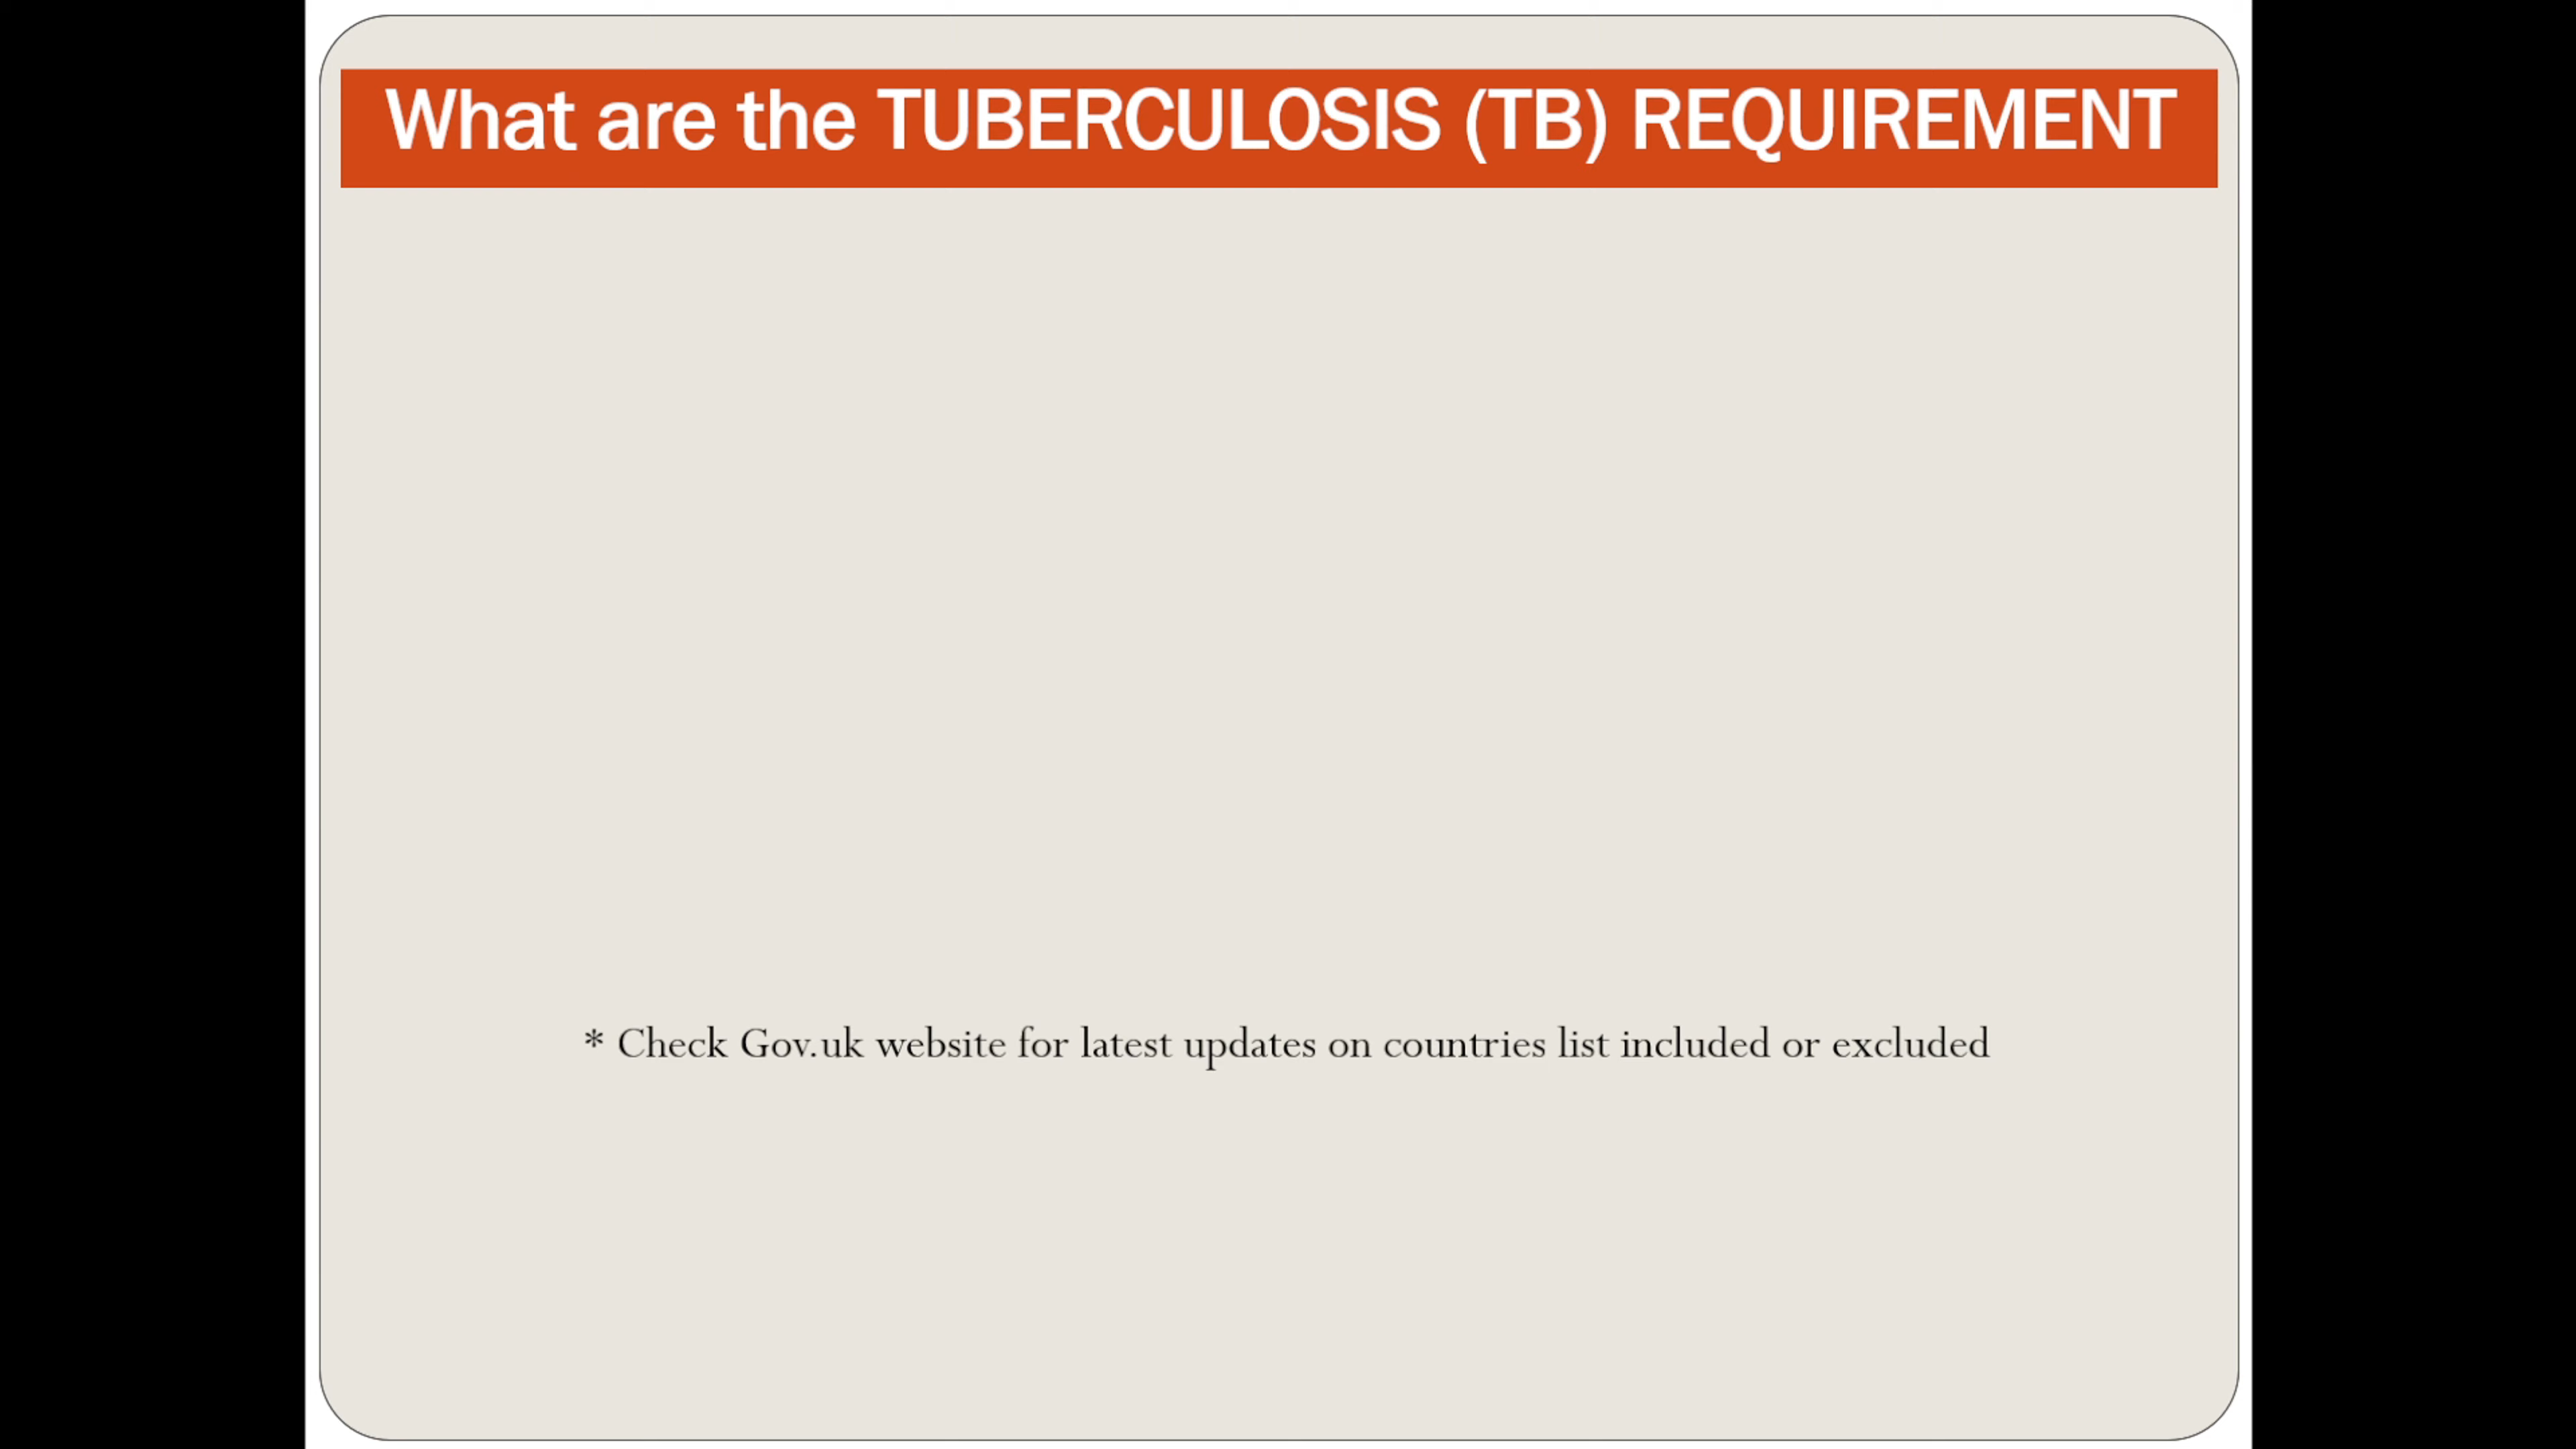 What are the TUBERCULOSIS (TB) REQUIREMENT
* Check Gov.uk website for latest updates on countries list included or excluded